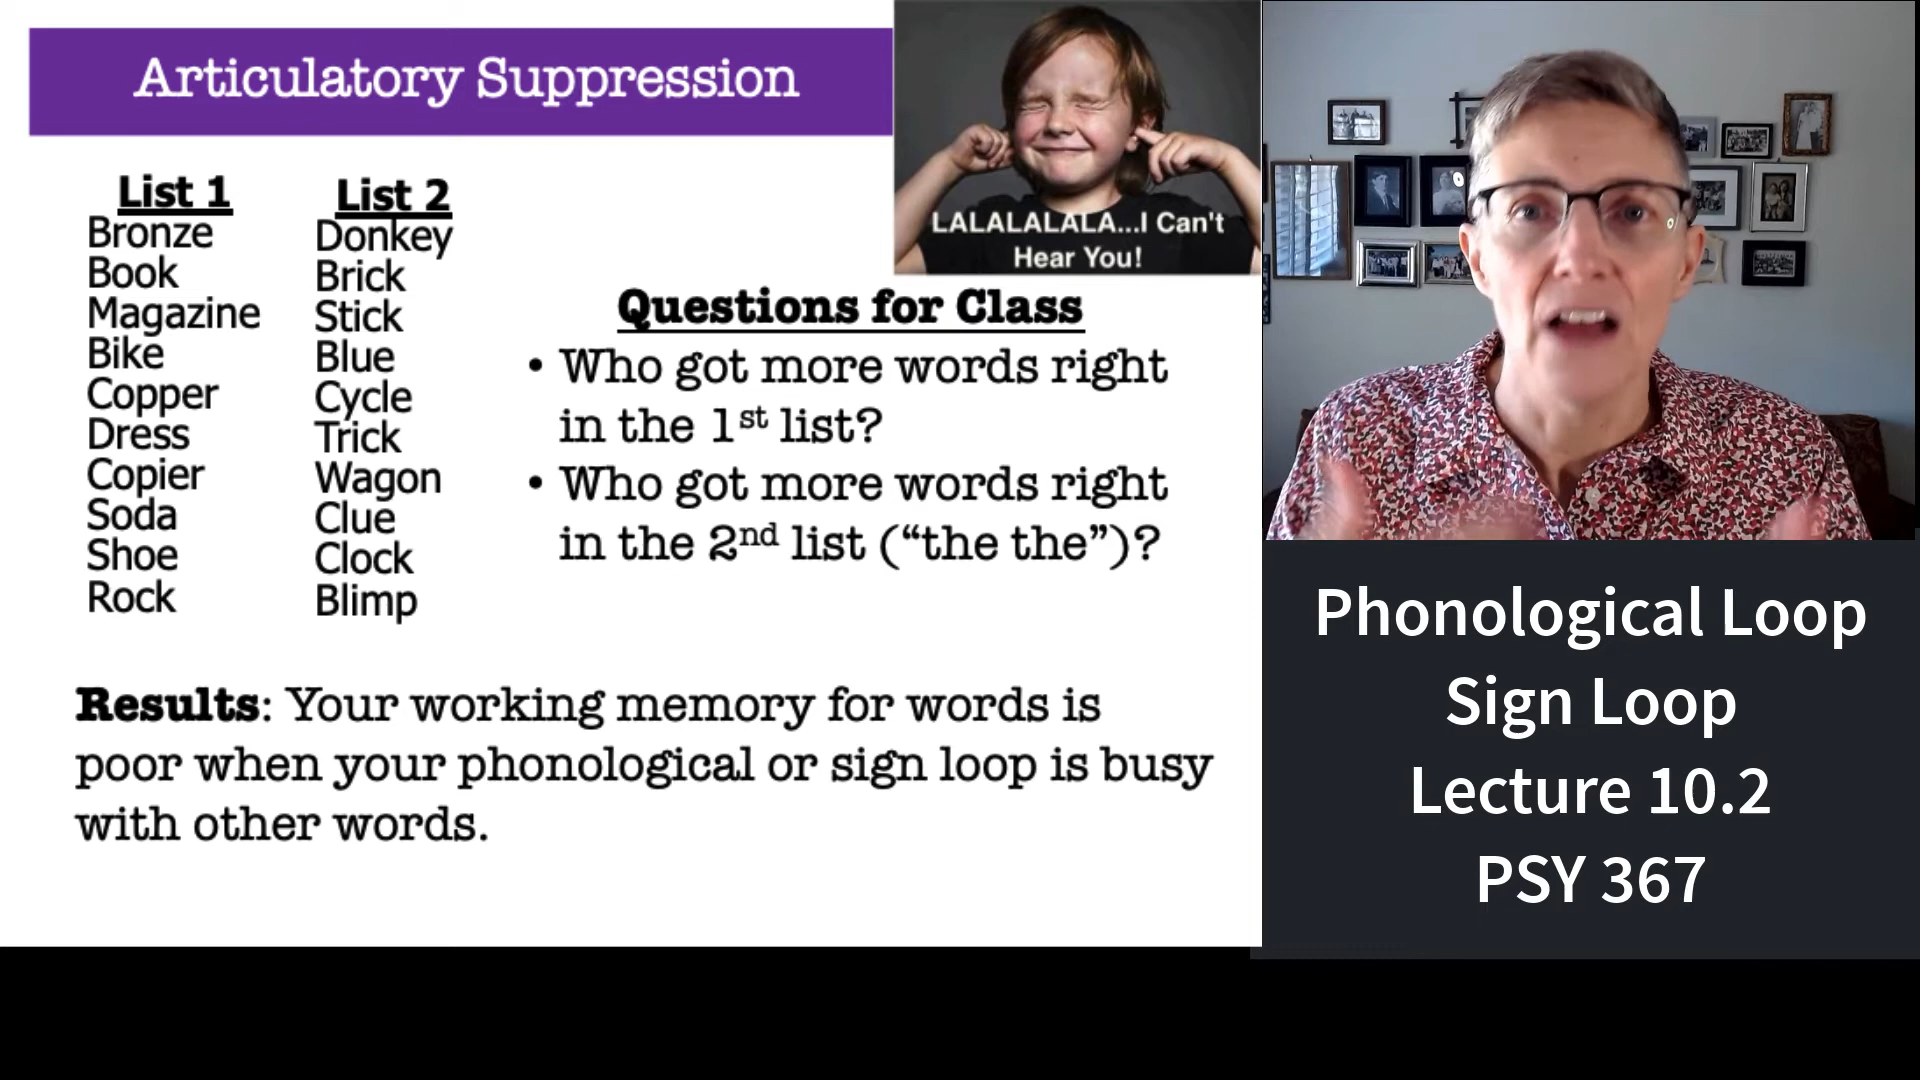 Articulatory Suppression
LALALALALA...I Can't
Hear You!
List 1
Bronze
Book
Magazine
Bike
Copper
Dress
Copier
Soda
Shoe
Rock
List 2
Donkey
Brick
Stick
Blue
Cycle
Trick
Wagon
Clue
Clock
Blimp
Questions for Class
• Who got more words right
in the 1st list?
• Who got more words right
in the 2nd list (“the the”)?
Results: Your working memory for words is
poor when your phonological or sign loop is busy
with other words.
Phonological Loop
Sign Loop
Lecture 10.2
PSY 367